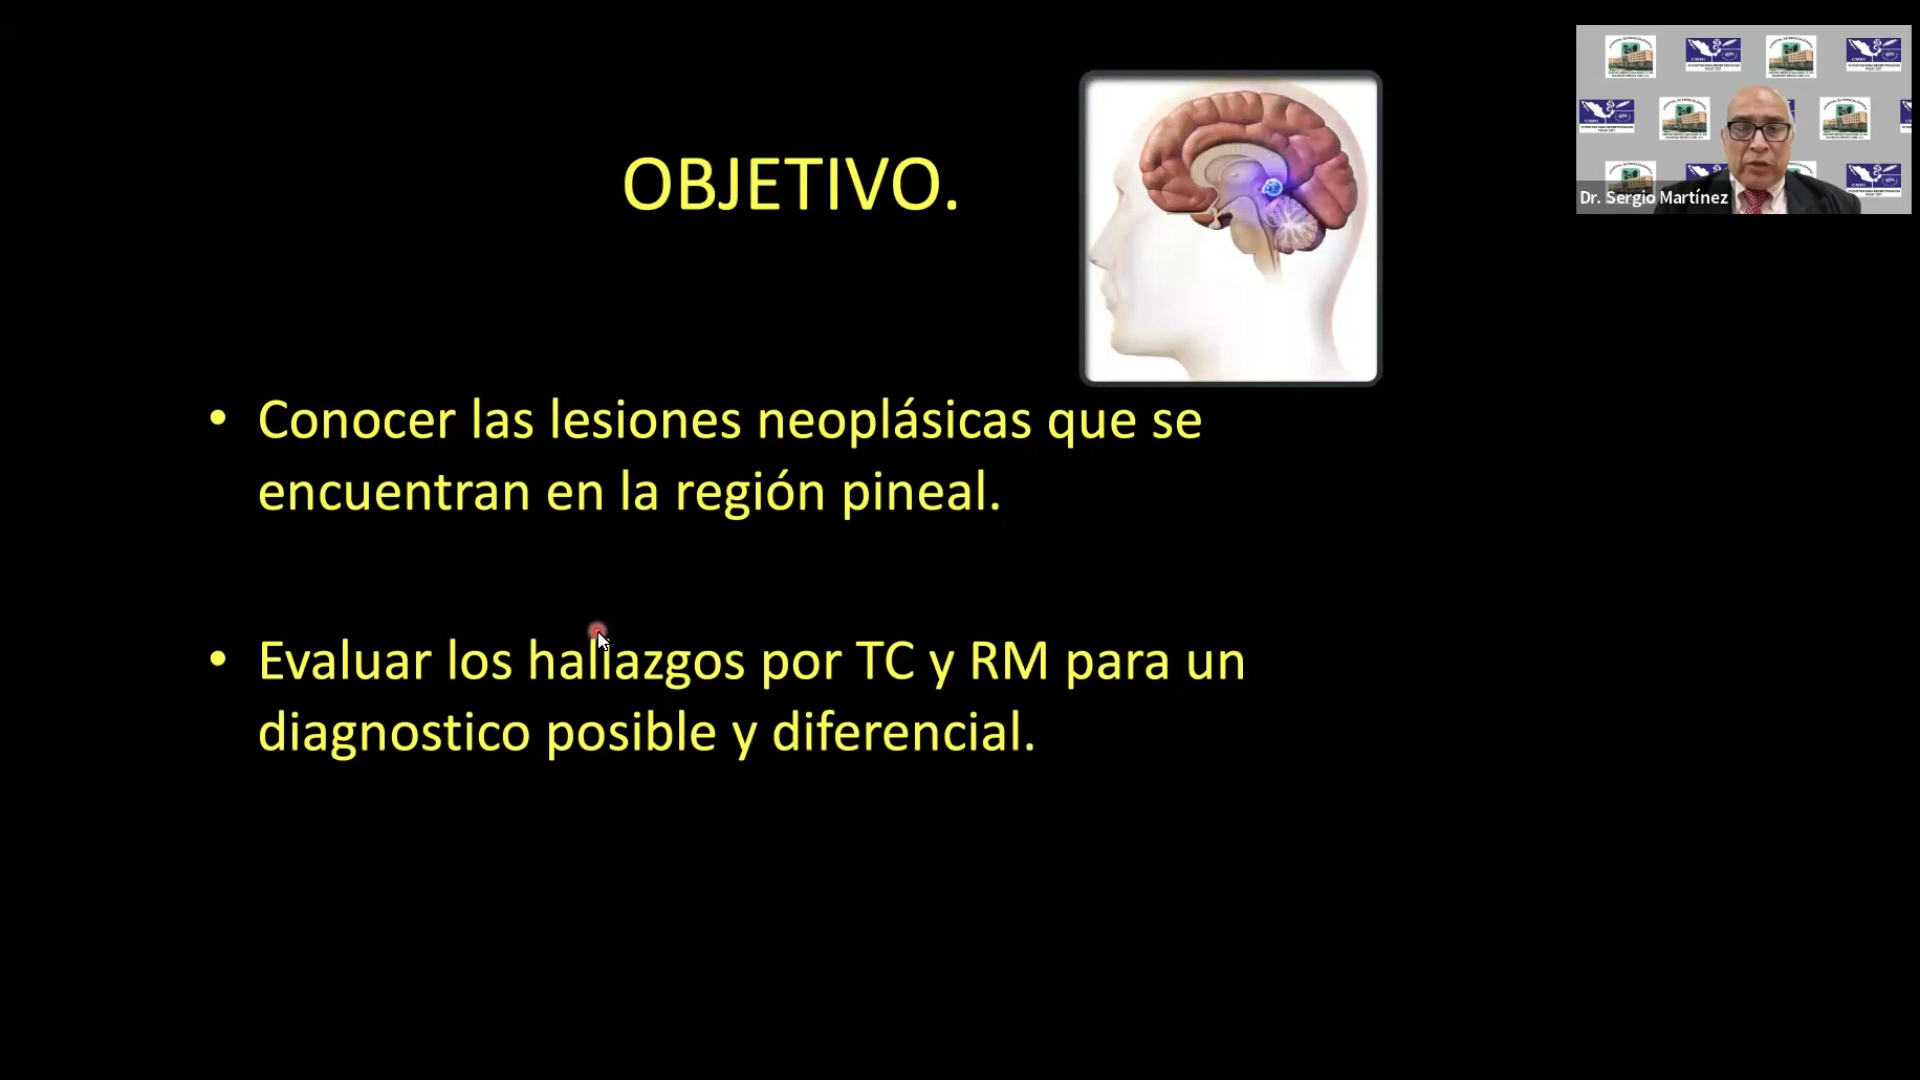 OBJETIVO.
Dr. Sergio Martínez
• Conocer las lesiones neoplásicas que se
encuentran en la región pineal.
• Evaluar los hallazgos por TC y RM para un
diagnostico posible y diferencial.